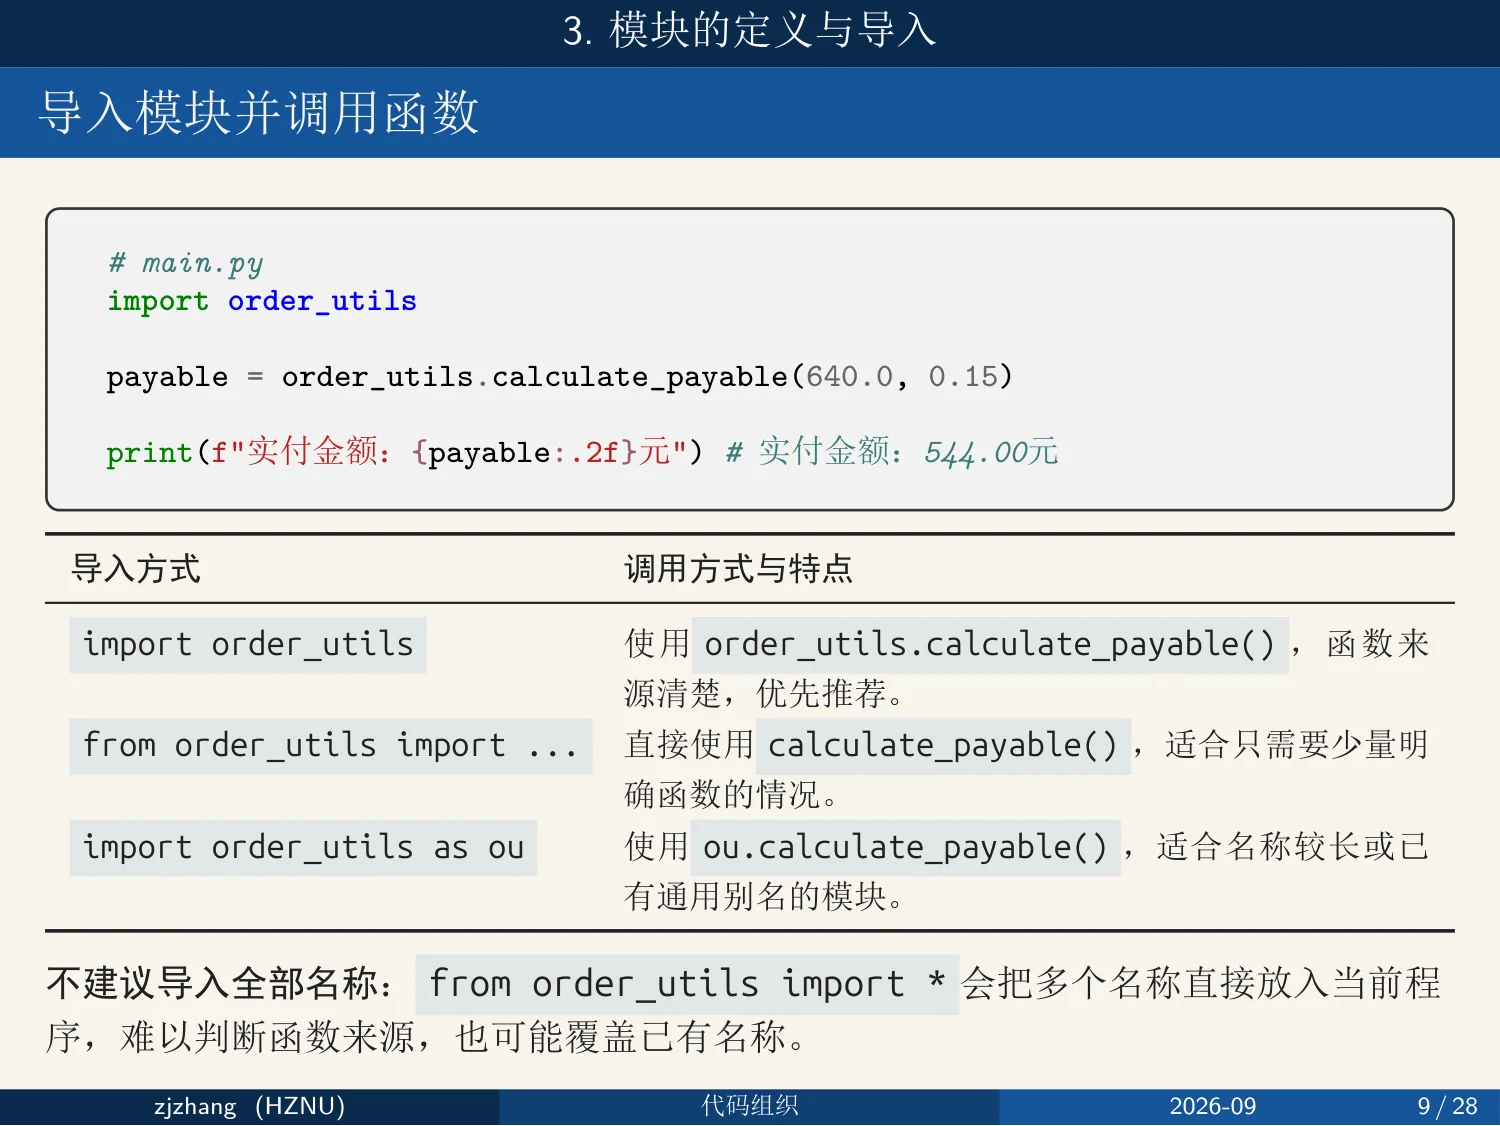 3. 模块的定义与导入
导入模块并调用函数
# main.py
import order_utils
payable = order_utils.calculate_payable(640.0, 0.15)
print(f"实付金额：{payable:.2f}元") # 实付金额：544.00元
导入方式 调用方式与特点
import order_utils 使用 order_utils.calculate_payable()，函数来
源清楚，优先推荐。
from order_utils import ... 直接使用 calculate_payable()，适合只需要少量明
确函数的情况。
import order_utils as ou 使用 ou.calculate_payable()，适合名称较长或已
有通用别名的模块。
不建议导入全部名称：from order_utils import * 会把多个名称直接放入当前程
序，难以判断函数来源，也可能覆盖已有名称。
zjzhang (HZNU) 代码组织 2026-09 9 / 28